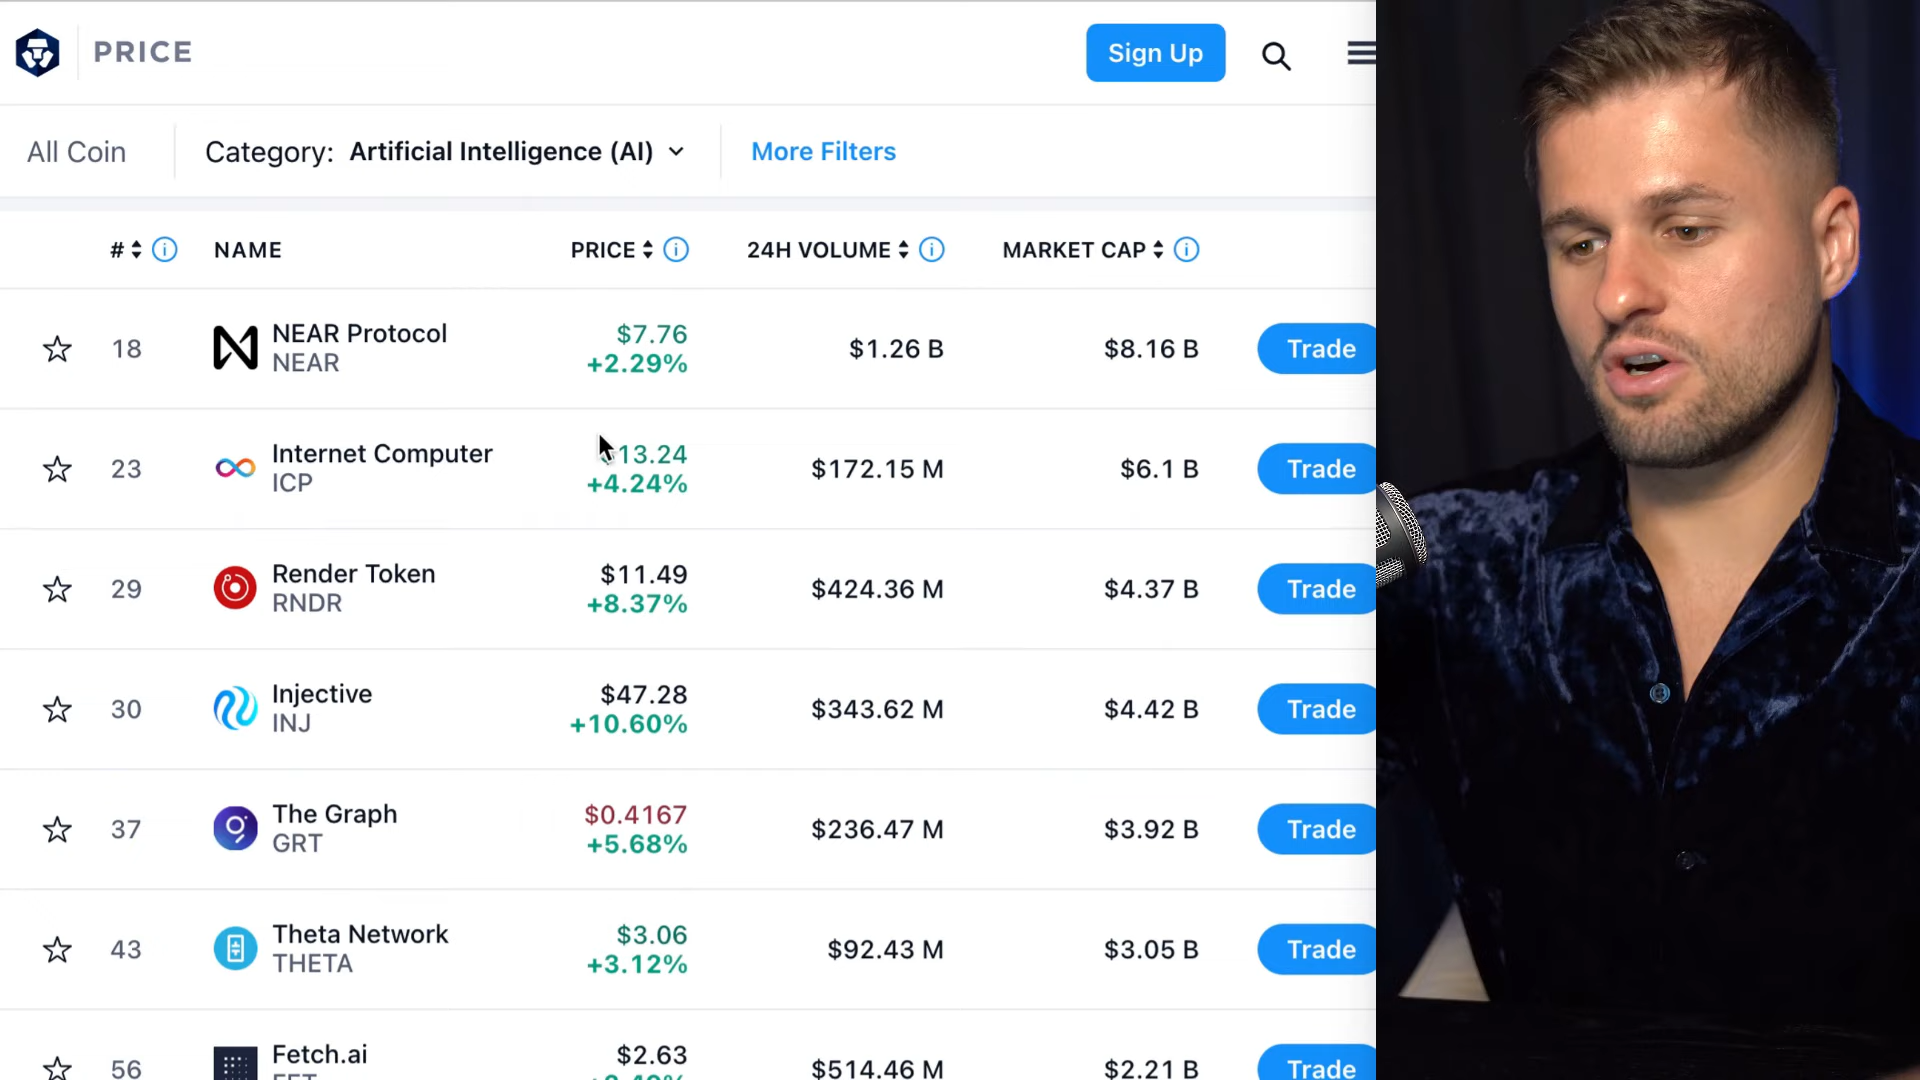 PRICE
Sign Up
All Coin
Category: Artificial Intelligence (AI)
More Filters
# NAME PRICE 24H VOLUME MARKET CAP
18 NEAR Protocol $7.76 $1.26 B $8.16 B Trade
NEAR +2.29%
23 Internet Computer 13.24 $172.15 M $6.1 B Trade
ICP +4.24%
29 Render Token $11.49 $424.36 M $4.37 B Trade
RNDR +8.37%
30 Injective $47.28 $343.62 M $4.42 B Trade
INJ +10.60%
37 The Graph $0.4167 $236.47 M $3.92 B Trade
GRT +5.68%
43 Theta Network $3.06 $92.43 M $3.05 B Trade
THETA +3.12%
56 Fetch.ai $2.63 $514.46 M $2.21 B Trade